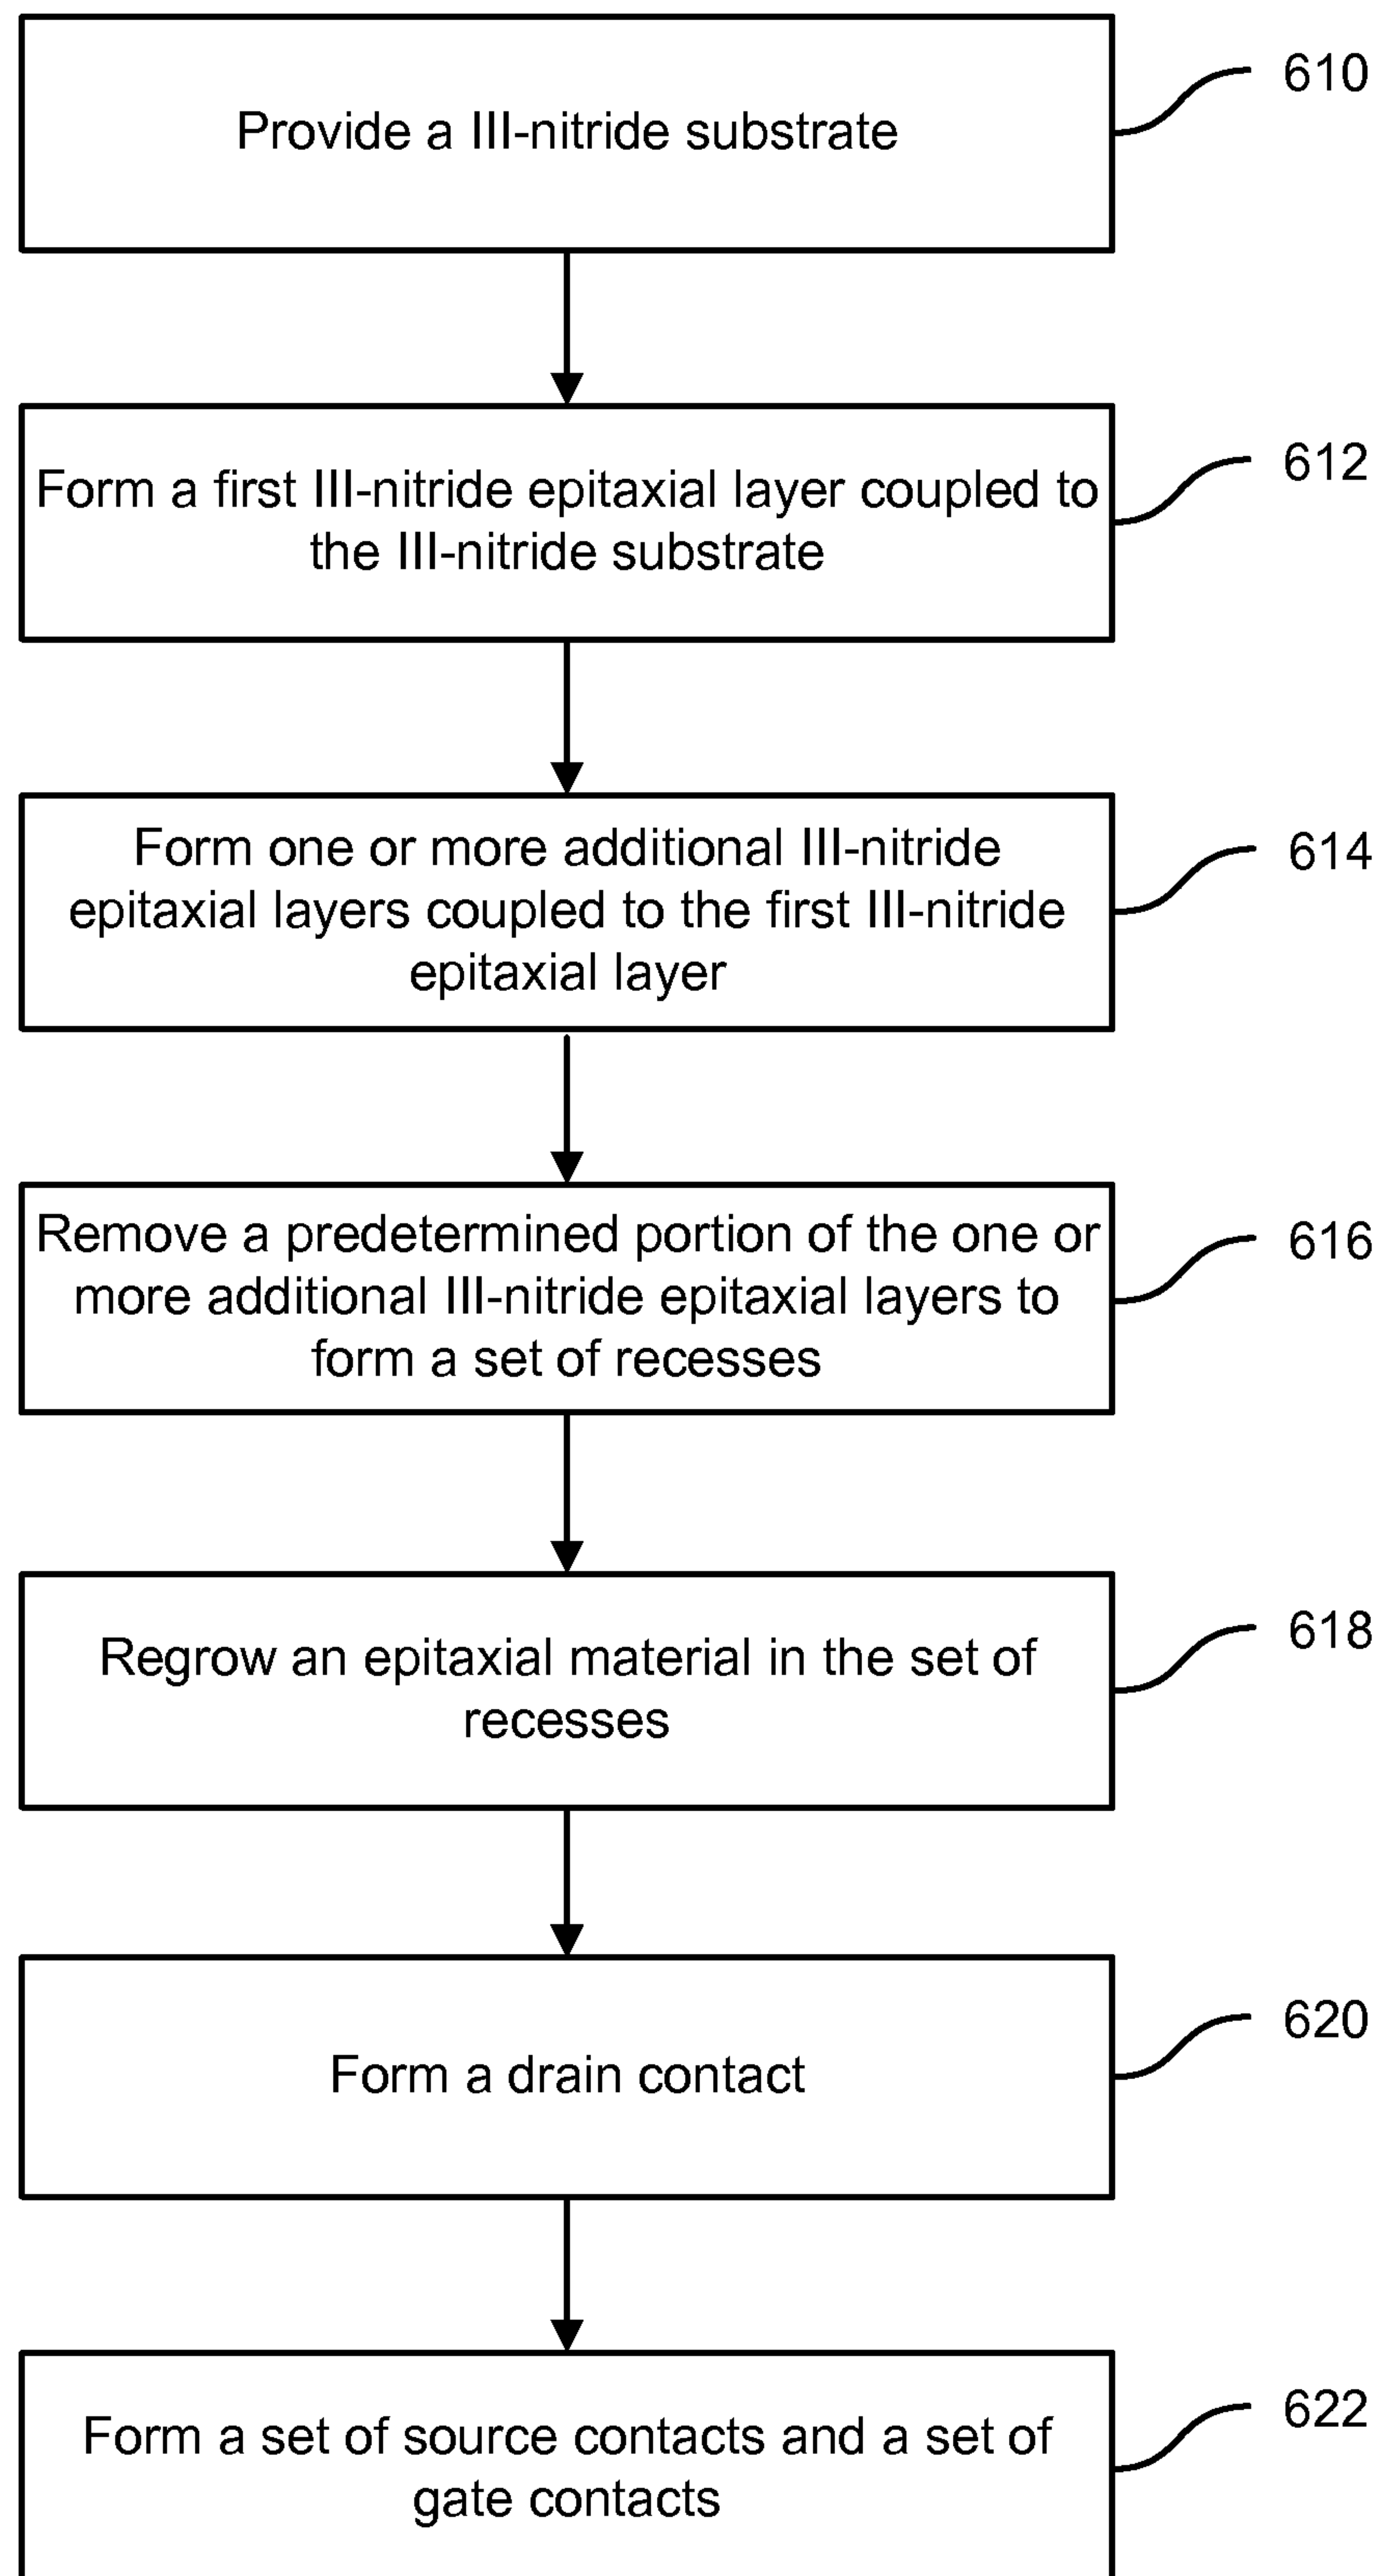 Provide a III-nitride substrate
610
Form a first III-nitride epitaxial layer coupled to
the III-nitride substrate
612
Form one or more additional III-nitride
epitaxial layers coupled to the first III-nitride
epitaxial layer
614
Remove a predetermined portion of the one or
more additional III-nitride epitaxial layers to
form a set of recesses
616
Regrow an epitaxial material in the set of
recesses
618
Form a drain contact
620
Form a set of source contacts and a set of
gate contacts
622